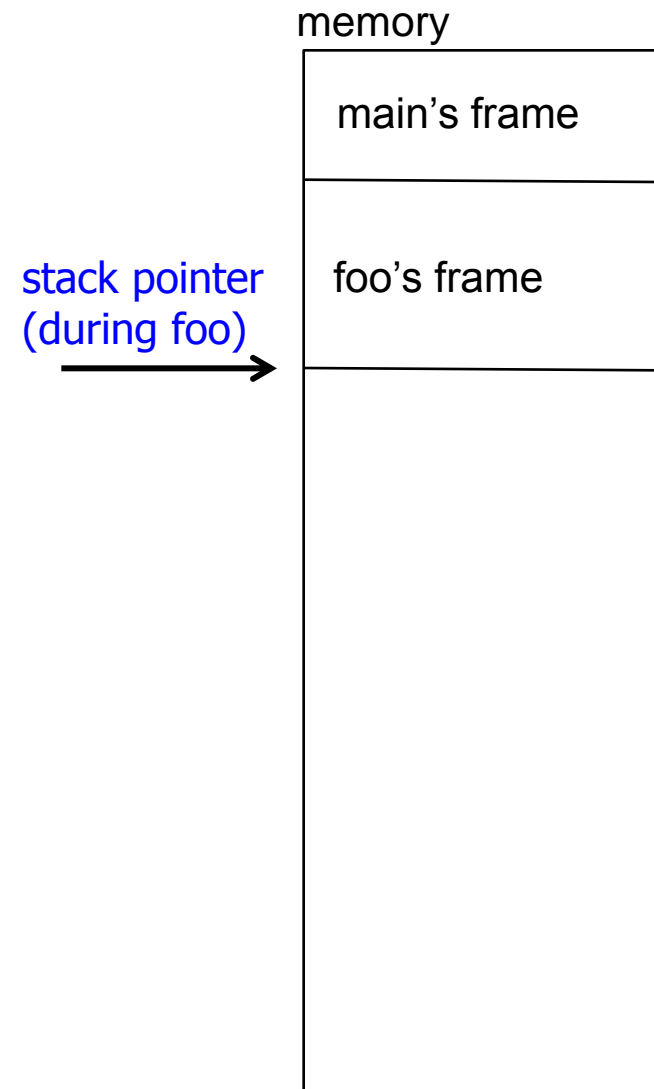 memory
main’s frame
stack pointer
(during foo)
foo’s frame